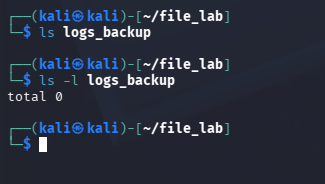 ┌──(kali㉿kali)-[~/file_lab]
└─$ ls logs_backup
┌──(kali㉿kali)-[~/file_lab]
└─$ ls -l logs_backup
total 0
┌──(kali㉿kali)-[~/file_lab]
└─$